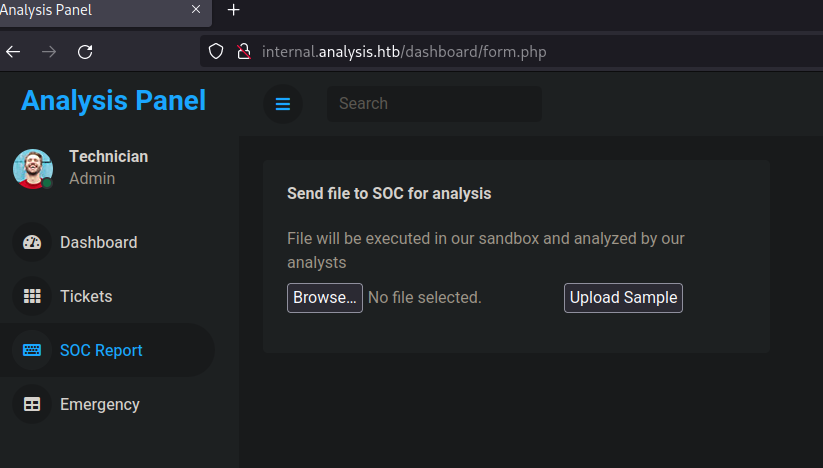 Analysis Panel
internal.analysis.htb/dashboard/form.php
Analysis Panel
Search
Technician
Admin
Dashboard
Tickets
SOC Report
Emergency
Send file to SOC for analysis
File will be executed in our sandbox and analyzed by our
analysts
Browse... No file selected. Upload Sample